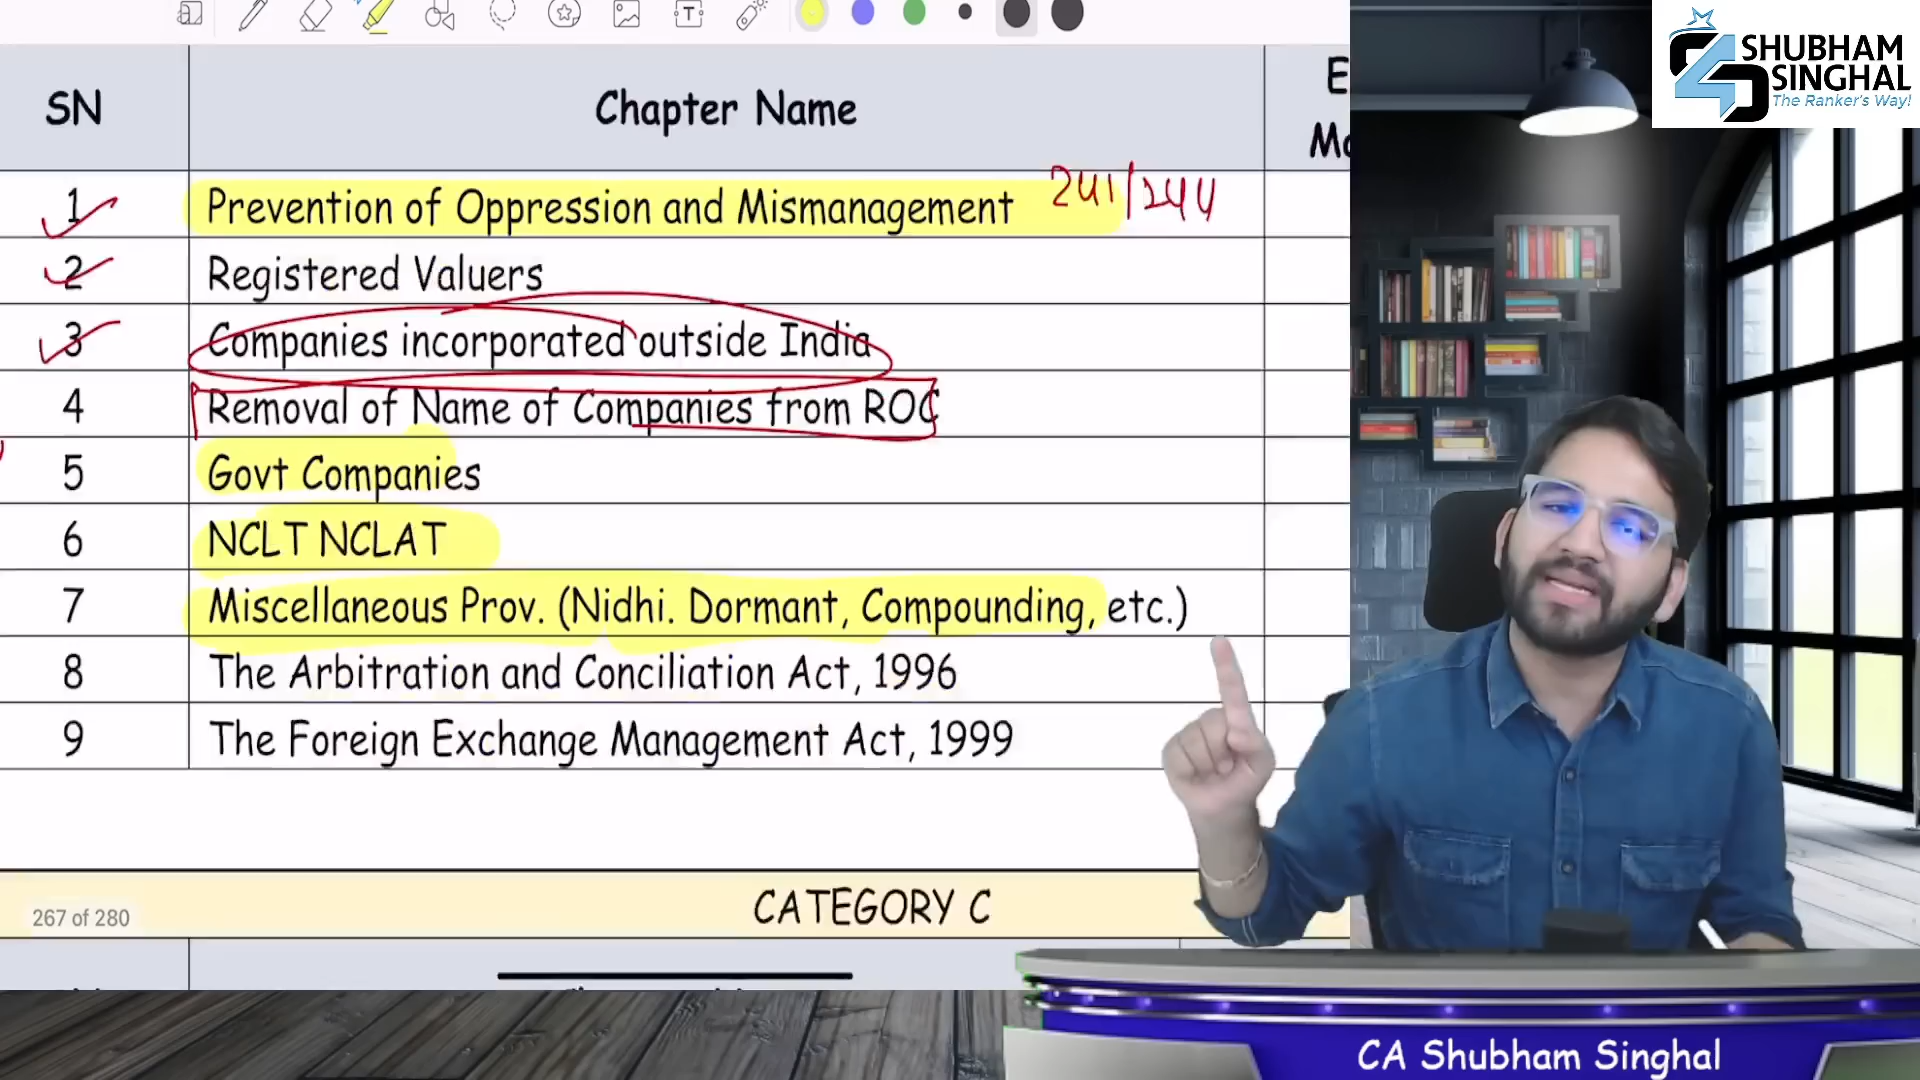 SHUBHAM
SINGHAL
The Ranker's Way!
SN Chapter Name
1 Prevention of Oppression and Mismanagement 241/244
2 Registered Valuers
3 Companies incorporated outside India
4 Removal of Name of Companies from ROC
5 Govt Companies
6 NCLT NCLAT
7 Miscellaneous Prov. (Nidhi. Dormant, Compounding, etc.)
8 The Arbitration and Conciliation Act, 1996
9 The Foreign Exchange Management Act, 1999
267 of 280
CATEGORY C
CA Shubham Singhal